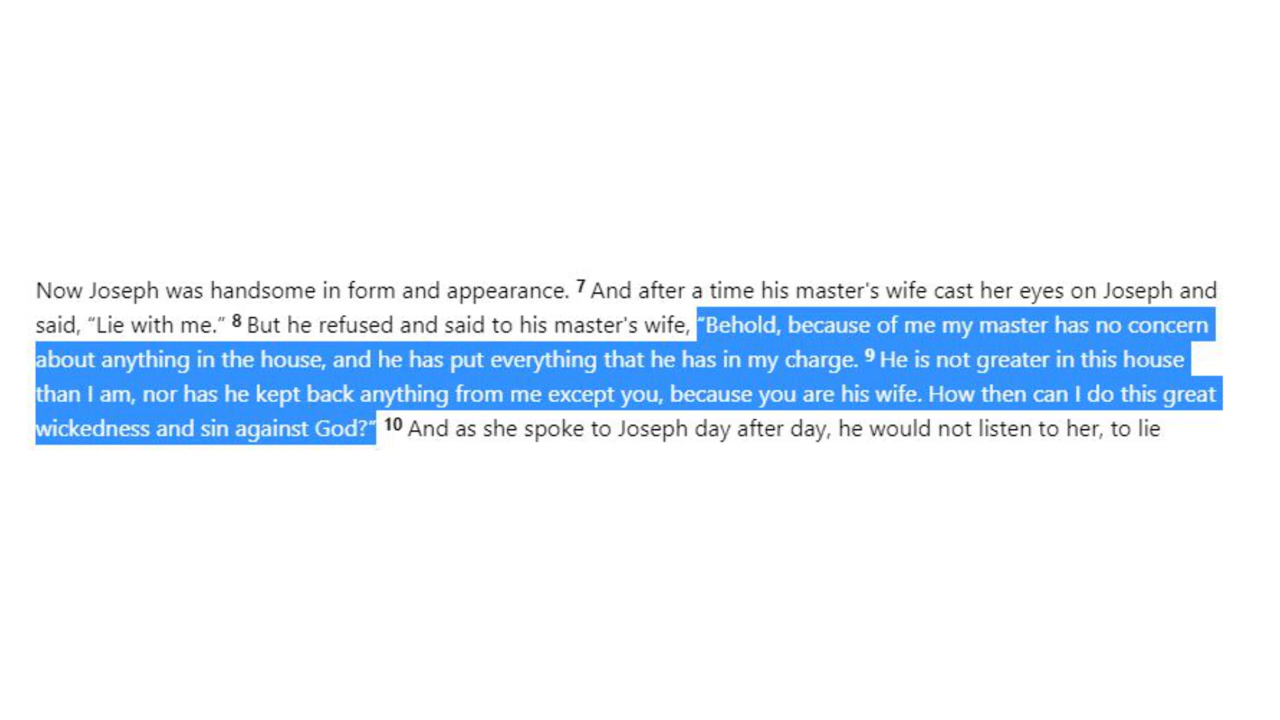 Now Joseph was handsome in form and appearance. 7 And after a time his master's wife cast her eyes on Joseph and
said, “Lie with me.” 8 But he refused and said to his master's wife, “Behold, because of me my master has no concern
about anything in the house, and he has put everything that he has in my charge. 9 He is not greater in this house
than I am, nor has he kept back anything from me except you, because you are his wife. How then can I do this great
wickedness and sin against God?” 10 And as she spoke to Joseph day after day, he would not listen to her, to lie